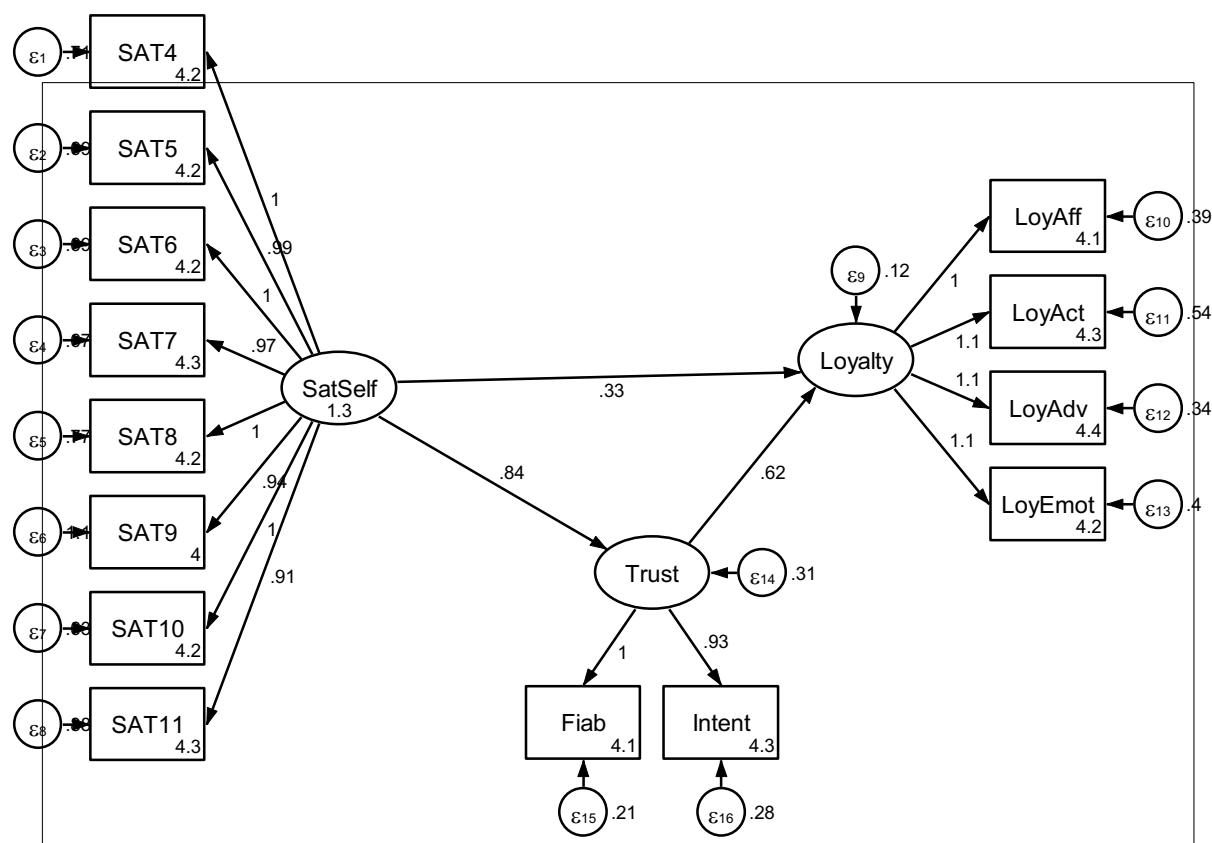 ε1
SAT4
4.2
ε2
SAT5
4.2
ε3
SAT6
4.2
ε4
SAT7
4.3
ε5
SAT8
4.2
ε6
SAT9
4
ε7
SAT10
4.2
ε8
SAT11
4.3
1
.99
1
.97
1
.94
1
.91
SatSelf
1.3
.33
.84
.62
ε9
.12
Loyalty
1
1.1
1.1
1.1
LoyAff
4.1
ε10
.39
LoyAct
4.3
ε11
.54
LoyAdv
4.4
ε12
.34
LoyEmot
4.2
ε13
.4
Trust
ε14
.31
1
.93
Fiab
4.1
Intent
4.3
ε15
.21
ε16
.28